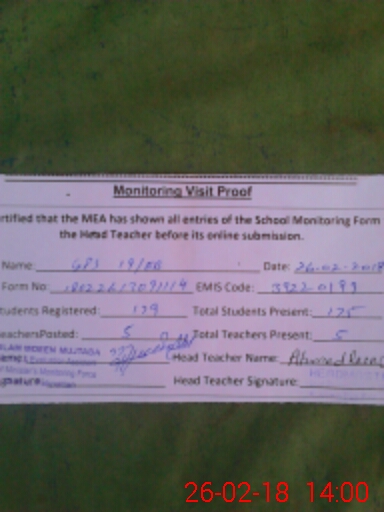 Monitoring Visit Proof
rtified that the MEA has shown all entries of the School Monitoring Form
the Head Teacher before its online submission.
Name: GPS 19/EB Date: 26-02-2018
Form No: EMIS Code: 39220193
tudents Registered: 179 Total Students Present: 175
eachersPosted: 5 Total Teachers Present: 5
Head Teacher Name: Ahmed
gnature Head Teacher Signature:
26-02-18 14:00